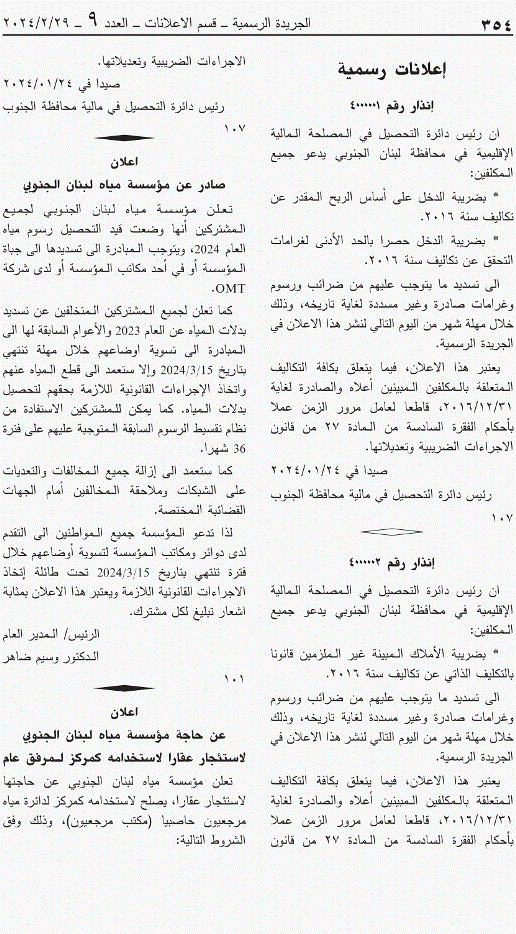 ٣٥٤
الجريدة الرسمية – قسم الاعلانات – العدد ٩ – ٢٠٢٤/٢/٢٩
إعلانات رسمية
إنذار رقم ٤٠٠٠٠٠١
ان رئيس دائرة التحصيل في المصلحة المالية
الإقليمية في محافظة لبنان الجنوبي يدعو جميع
المكلفين:
* بضريبة الدخل على أساس الربح المقدر عن
تكاليف سنة ٢٠١٦.
* بضريبة الدخل حصرا بالحد الأدنى لغرامات
التحقق عن تكاليف سنة ٢٠١٦.
الى تسديد ما يتوجب عليهم من ضرائب ورسوم
وغرامات صادرة وغير مسددة لغاية تاريخه، وذلك
خلال مهلة شهر من اليوم التالي لنشر هذا الاعلان في
الجريدة الرسمية.
يعتبر هذا الاعلان، فيما يتعلق بكافة التكاليف
المتعلقة بالمكلفين المبينين أعلاه والصادرة لغاية
٢٠١٦/١٢/٣١، قاطعا لعامل مرور الزمن عملا
بأحكام الفقرة السادسة من المادة ٢٧ من قانون
الاجراءات الضريبية وتعديلاتها.
صيدا في ٢٠٢٤/٠١/٢٤
رئيس دائرة التحصيل في مالية محافظة الجنوب
١٠٧
إنذار رقم ٤٠٠٠٠٠٢
ان رئيس دائرة التحصيل في المصلحة المالية
الإقليمية في محافظة لبنان الجنوبي يدعو جميع
المكلفين:
* بضريبة الأملاك المبينة غير الملزمين قانونا
بالتكليف الذاتي عن تكاليف سنة ٢٠١٦.
الى تسديد ما يتوجب عليهم من ضرائب ورسوم
وغرامات صادرة وغير مسددة لغاية تاريخه، وذلك
خلال مهلة شهر من اليوم التالي لنشر هذا الاعلان في
الجريدة الرسمية.
يعتبر هذا الاعلان، فيما يتعلق بكافة التكاليف
المتعلقة بالمكلفين المبينين أعلاه والصادرة لغاية
٢٠١٦/١٢/٣١، قاطعا لعامل مرور الزمن عملا
بأحكام الفقرة السادسة من المادة ٢٧ من قانون
الاجراءات الضريبية وتعديلاتها.
صيدا في ٢٠٢٤/٠١/٢٤
رئيس دائرة التحصيل في مالية محافظة الجنوب
١٠٧
اعلان
صادر عن مؤسسة مياه لبنان الجنوبي
تعلن مؤسسة مياه لبنان الجنوبي لجميع
المشتركين أنها وضعت قيد التحصيل رسوم مياه
العام 2024، ويتوجب المبادرة الى تسديدها الى جباة
المؤسسة أو في أحد مكاتب المؤسسة أو لدى شركة
OMT.
كما تعلن لجميع المشتركين المتخلفين عن تسديد
بدلات المياه عن العام 2023 والأعوام السابقة لها الى
المبادرة الى تسوية اوضاعهم خلال مهلة تنتهي
بتاريخ 2024/3/15 وإلا ستعمد الى قطع المياه عنهم
واتخاذ الإجراءات القانونية اللازمة بحقهم لتحصيل
بدلات المياه. كما يمكن للمشتركين الاستفادة من
نظام تقسيط الرسوم السابقة المتوجبة عليهم على فترة
36 شهرا.
كما ستعمد الى إزالة جميع المخالفات والتعديات
على الشبكات وملاحقة المخالفين أمام الجهات
القضائية المختصة.
لذا تدعو المؤسسة جميع المواطنين الى التقدم
لدى دوائر ومكاتب المؤسسة لتسوية أوضاعهم خلال
فترة تنتهي بتاريخ 2024/3/15 تحت طائلة إتخاذ
الاجراءات القانونية اللازمة ويعتبر هذا الاعلان بمثابة
اشعار تبليغ لكل مشترك.
الرئيس/ المدير العام
الدكتور وسيم ضاهر
١٠١
اعلان
عن حاجة مؤسسة مياه لبنان الجنوبي
لاستئجار عقارا لاستخدامه كمركز لمرفق عام
تعلن مؤسسة مياه لبنان الجنوبي عن حاجتها
لاستئجار عقارا، يصلح لاستخدامه كمركز لدائرة مياه
مرجعيون حاصبيا (مكتب مرجعيون)، وذلك وفق
الشروط التالية: